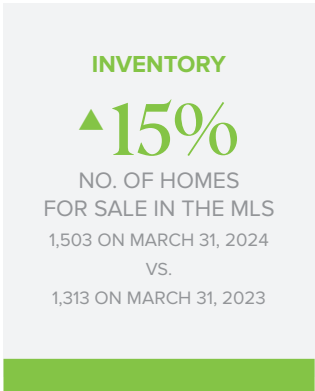 INVENTORY
▲15%
NO. OF HOMES
FOR SALE IN THE MLS
1,503 ON MARCH 31, 2024
VS.
1,313 ON MARCH 31, 2023